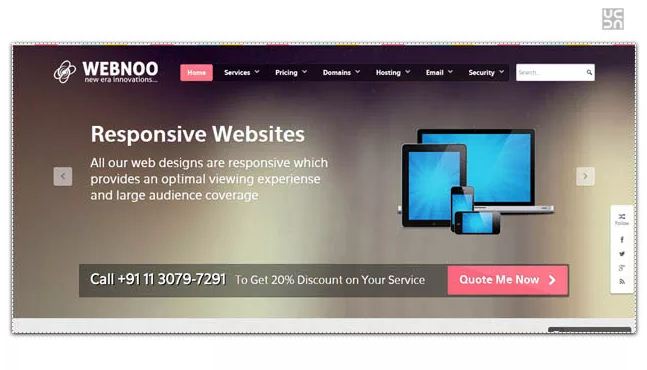 UC
DN
WEBNOO
new era innovations...
Home Services Pricing Domains Hosting Email Security Search...
Responsive Websites
All our web designs are responsive which
provides an optimal viewing experiense
and large audience coverage
Follow
Call +91 11 3079-7291 To Get 20% Discount on Your Service Quote Me Now